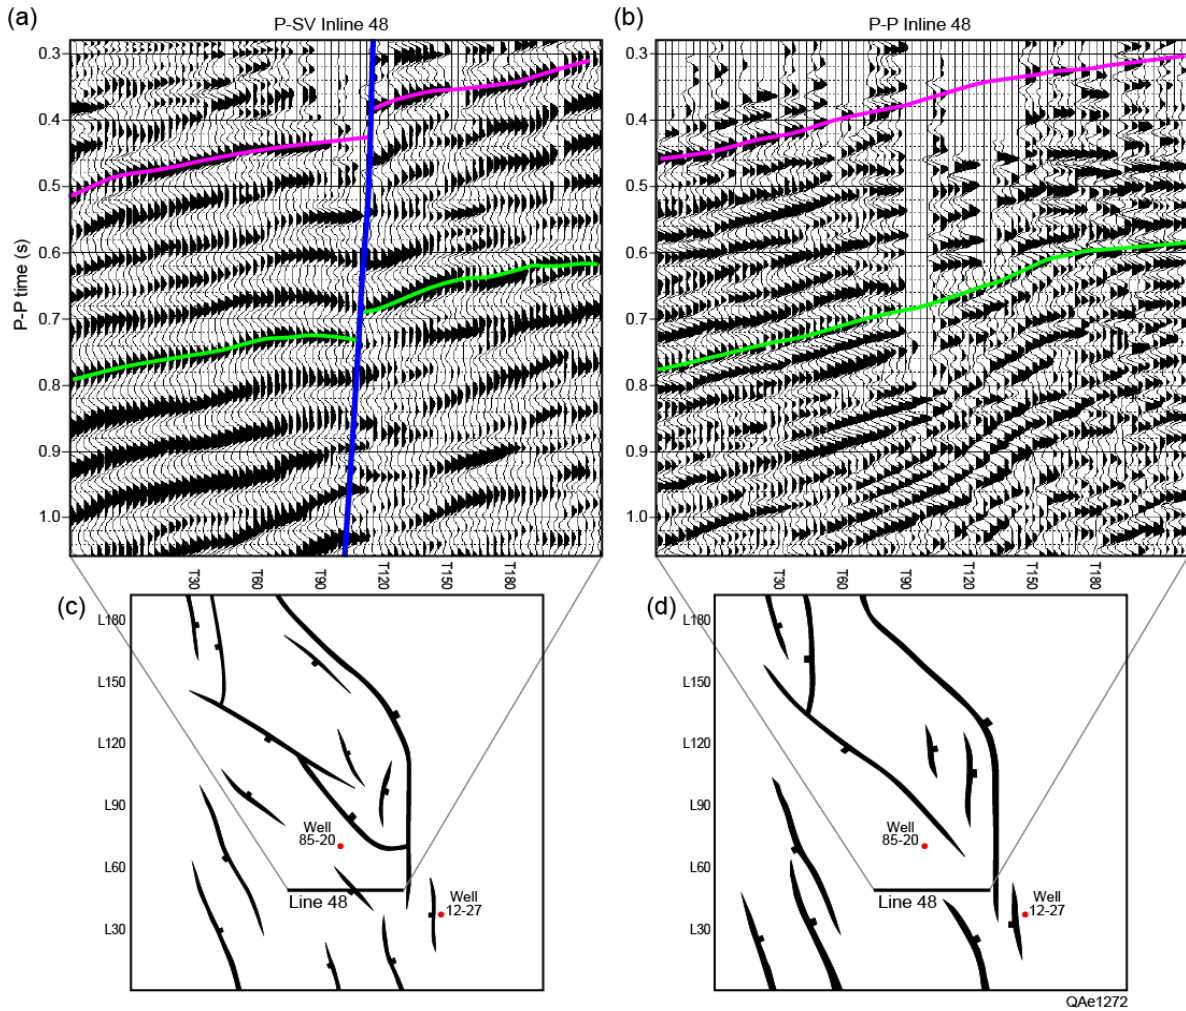 (a)
P-SV Inline 48
(b)
P-P Inline 48
0.3
0.4
0.5
0.6
0.7
0.8
0.9
1.0
P-P time (s)
0.3
0.4
0.5
0.6
0.7
0.8
0.9
1.0
T30
T60
T90
T120
T150
T180
T30
T60
T90
T120
T150
T180
(c)
L180
L150
L120
L90
L60
L30
Well
85-20
Line 48
Well
12-27
(d)
L180
L150
L120
L90
L60
L30
Well
85-20
Line 48
Well
12-27
QAe1272